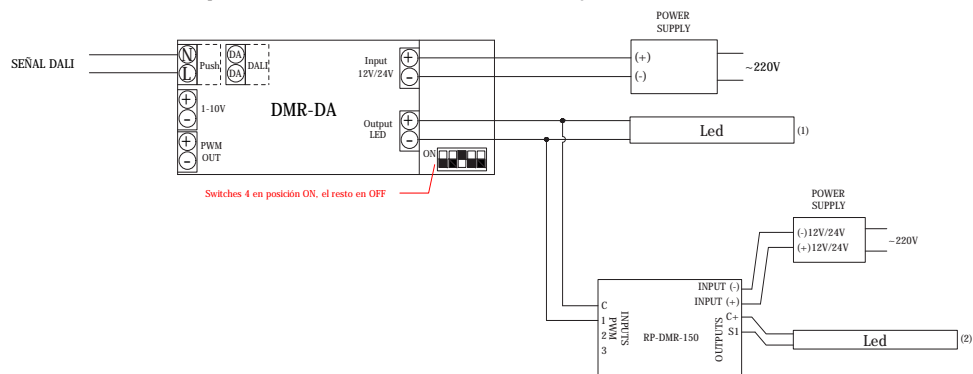 POWER
SUPPLY
SEÑAL DALI
N
L
Push
DA
DA
DALI
Input
12V/24V
+
-
(+)
(-)
~220V
+
-
1-10V
DMR-DA
Output
LED
+
-
Led
(1)
+
-
PWM
OUT
ON
Switches 4 en posición ON, el resto en OFF
POWER
SUPPLY
(-)12V/24V
(+)12V/24V
~220V
INPUT (-)
INPUT (+)
C
1
2
3
INPUTS
PWM
RP-DMR-150
OUTPUTS
C+
S1
Led
(2)